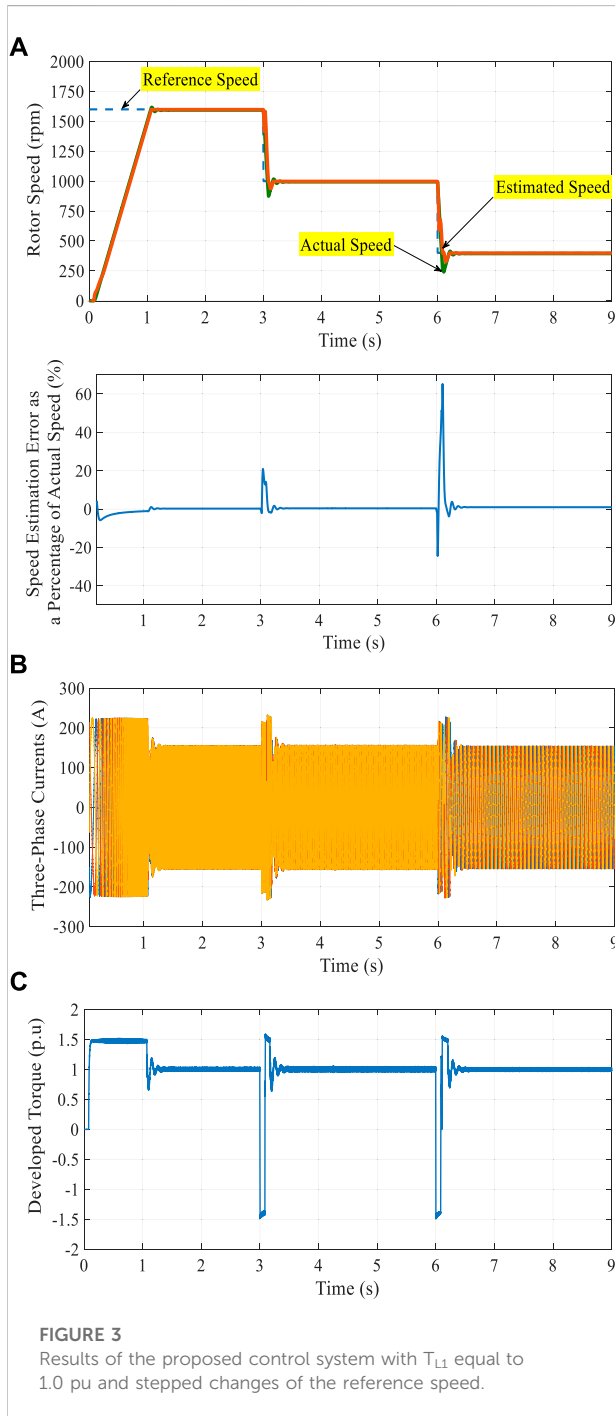 A
2000
1750
1500
1250
1000
750
500
250
0
Rotor Speed (rpm)
Reference Speed
Estimated Speed
Actual Speed
0 1 2 3 4 5 6 7 8 9
Time (s)
60
40
20
0
-20
-40
Speed Estimation Error as
a Percentage of Actual Speed (%)
1 2 3 4 5 6 7 8 9
Time (s)
B
300
200
100
0
-100
-200
-300
Three-Phase Currents (A)
1 2 3 4 5 6 7 8 9
Time (s)
C
2
1.5
1
0.5
0
-0.5
-1
-1.5
-2
Developed Torque (p.u)
0 1 2 3 4 5 6 7 8 9
Time (s)
FIGURE 3
Results of the proposed control system with TL1 equal to
1.0 pu and stepped changes of the reference speed.